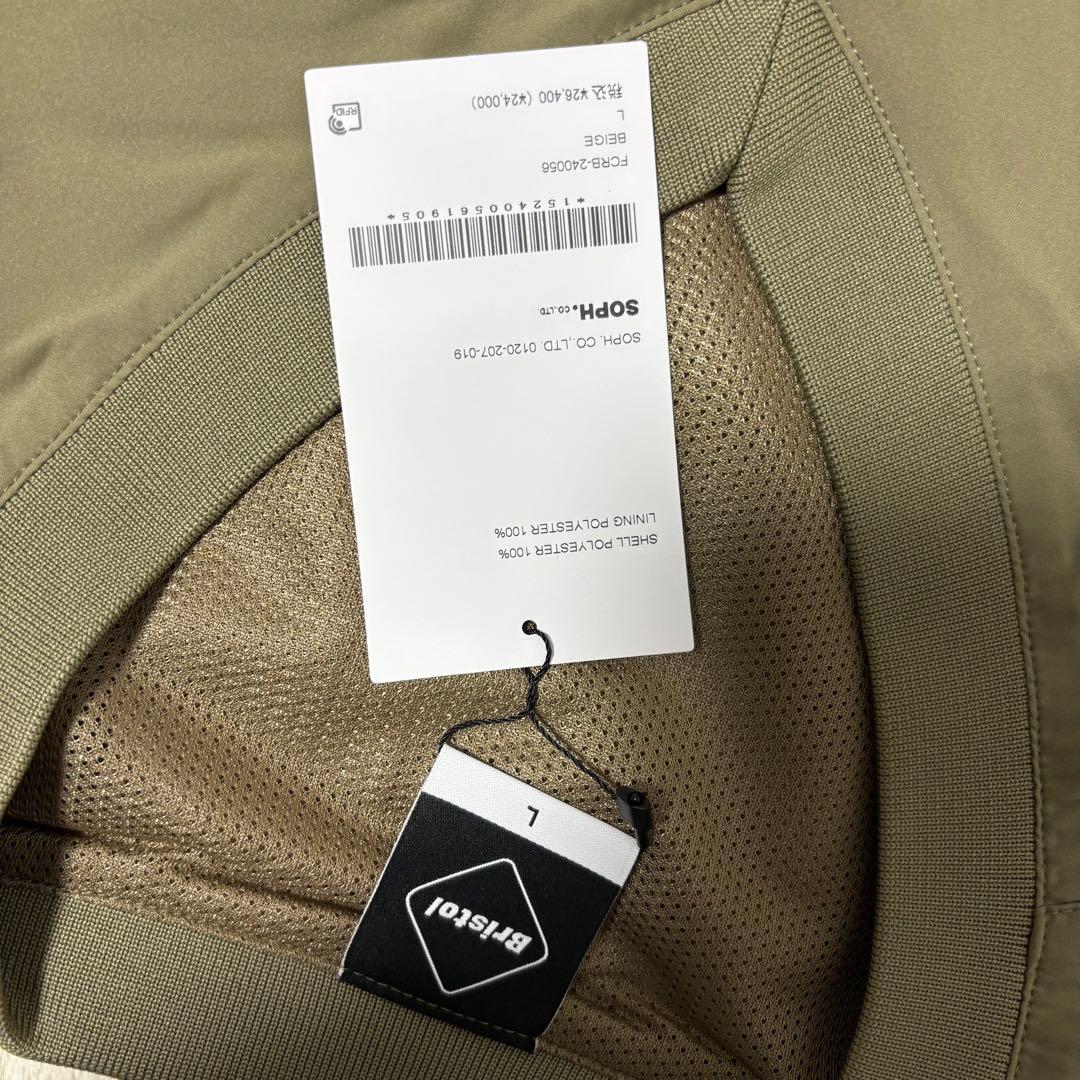 SHELL POLYESTER 100%
LINING POLYESTER 100%
SOPH. CO.,LTD. 0120-207-019
SOPH. CO.,LTD.
*152400561905*
FCRB-240056
BEIGE
L
税込 ¥26,400 (¥24,000)
RFID
Bristol
L